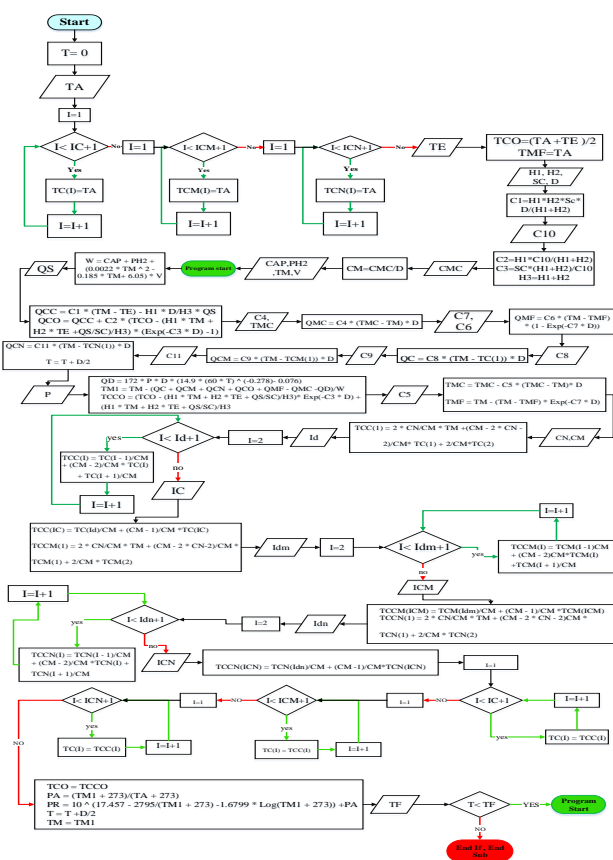 Start
T= 0
TA
I=1
I< IC+1
No
I=1
I< ICM+1
No
I=1
I< ICN+1
No
TE
TCO=(TA +TE )/2
TMF=TA
Yes
Yes
Yes
TC(I)=TA
TCM(I)=TA
TCN(I)=TA
I=I+1
I=I+1
I=I+1
H1, H2,
SC, D
C1=H1*H2*Sc*
D/(H1+H2)
C10
C2=H1*C10/(H1+H2)
C3=SC*(H1+H2)/C10
H3=H1+H2
CMC
CM=CMC/D
CAP,PH2
,TM,V
Program start
W = CAP + PH2 +
(0.0022 * TM ^ 2 -
0.185 * TM+ 6.05) * V
QS
QCC = C1 * (TM - TE) - H1 * D/H3 * QS
QCO = QCC + C2 * (TCO - (H1 * TM +
H2 * TE +QS/SC)/H3) * (Exp(-C3 * D) -1)
C4,
TMC
QMC = C4 * (TMC - TM) * D
C7,
C6
QMF = C6 * (TM - TMF)
* (1 - Exp(-C7 * D))
C8
QC = C8 * (TM - TC(1)) * D
C9
QCM = C9 * (TM - TCM(1)) * D
C11
QCN = C11 * (TM - TCN(1)) * D
T = T + D/2
P
QD = 172 * P * D * (14.9 * (60 * T) ^ (-0.278)- 0.076)
TM1 = TM - (QC + QCM + QCN + QCO + QMF - QMC -QD)/W
TCCO = (TCO - (H1 * TM + H2 * TE + QS/SC)/H3)* Exp(-C3 * D) +
(H1 * TM + H2 * TE + QS/SC)/H3
C5
TMC = TMC - C5 * (TMC - TM)* D
TMF = TM - (TM - TMF) * Exp(-C7 * D)
CN,CM
TCC(1) = 2 * CN/CM * TM +(CM - 2 * CN -
2)/CM* TC(1) + 2/CM*TC(2)
Id
I=2
I< Id+1
yes
no
TCC(I) = TC(I - 1)/CM
+ (CM - 2)/CM * TC(I)
+ TC(I + 1)/CM
I=I+1
IC
TCC(IC) = TC(Id)/CM + (CM - 1)/CM *TC(IC)
TCCM(1) = 2 * CN/CM * TM + (CM - 2 * CN-2)/CM *
TCM(1) + 2/CM * TCM(2)
Idm
I=2
I< Idm+1
yes
no
I=I+1
TCCM(I) = TCM(I -1)CM
+ (CM - 2)CM*TCM(I)
+TCM(I + 1)/CM
ICM
TCCM(ICM) = TCM(Idm)/CM + (CM - 1)/CM *TCM(ICM)
TCCN(1) = 2 * CN/CM * TM + (CM - 2 * CN - 2)CM *
TCN(1) + 2/CM * TCN(2)
Idn
I=2
I< Idn+1
I=I+1
yes
no
TCCN(I) = TCN(I - 1)/CM
+ (CM - 2)/CM *TCN(I) +
TCN(I + 1)/CM
ICN
TCCN(ICN) = TCN(Idn)/CM + (CM -1)/CM*TCN(ICN)
I=1
I< IC+1
I=I+1
yes
TC(I) = TCC(I)
NO
I=1
I< ICM+1
yes
TC(I) = TCC(I)
I=I+1
NO
I=1
I< ICN+1
yes
TC(I) = TCC(I)
I=I+1
NO
TCO = TCCO
PA = (TM1 + 273)/(TA + 273)
PR = 10 ^ (17.457 - 2795/(TM1 + 273) -1.6799 * Log(TM1 + 273)) +PA
T = T +D/2
TM = TM1
TF
T< TF
YES
Program
Start
NO
End If , End
Sub